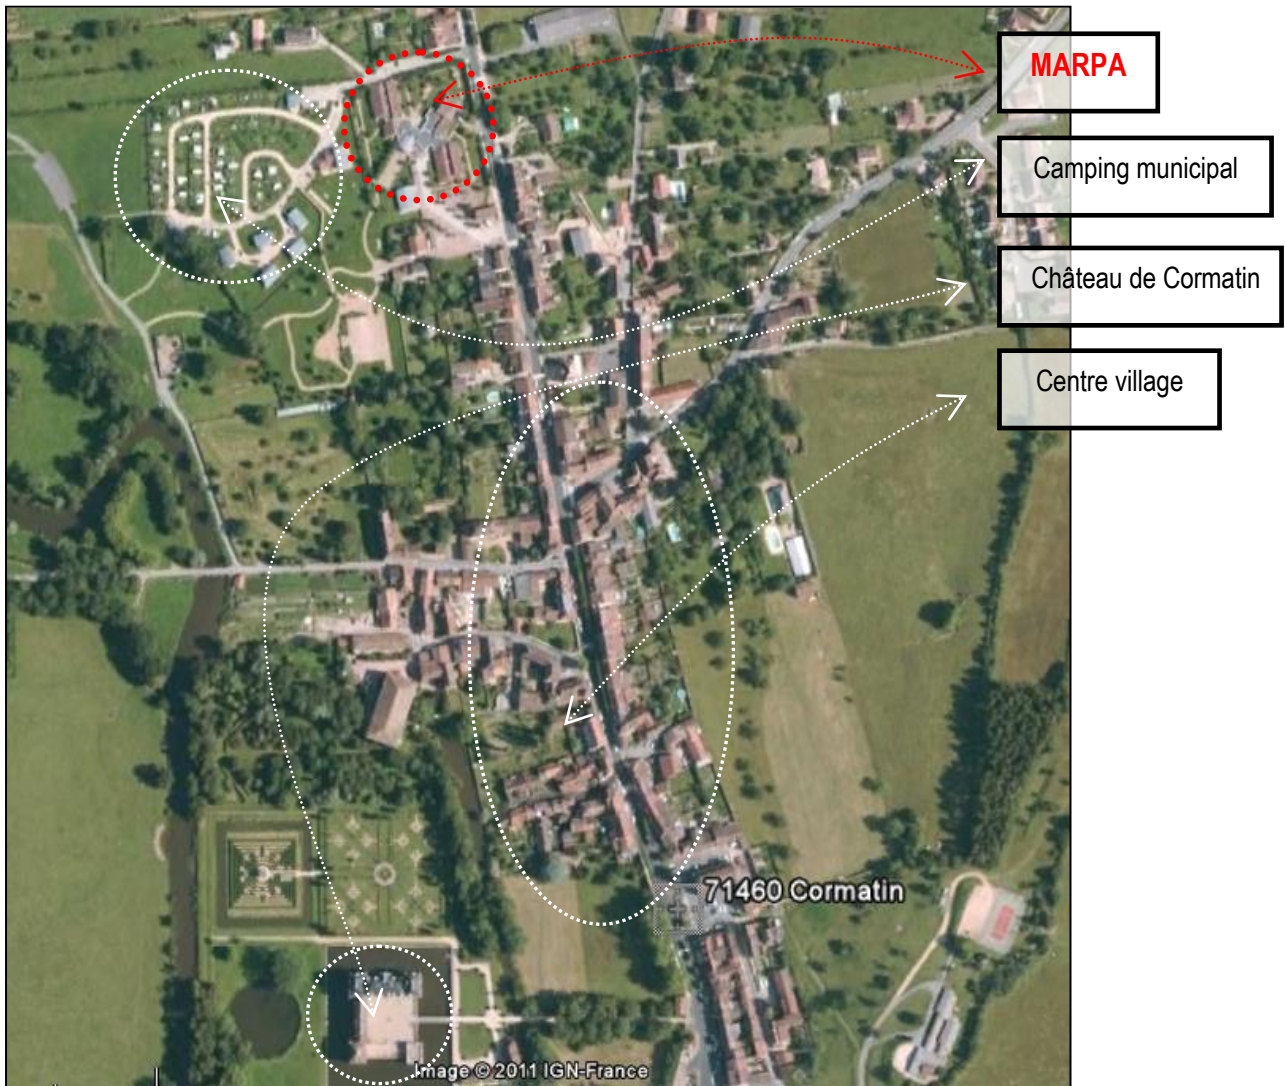 MARPA
Camping municipal
Château de Cormatin
Centre village
71460 Cormatin
Image © 2011 IGN-France